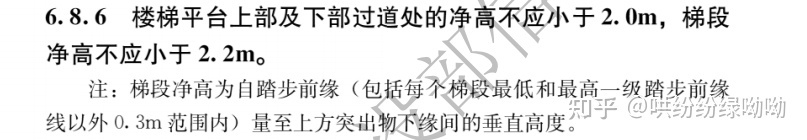 6.8.6 楼梯平台上部及下部过道处的净高不应小于2.0m，梯段
净高不应小于2.2m。
注：梯段净高为自踏步前缘（包括每个梯段最低和最高一级踏步前缘
线以外0.3m范围内）量至上方突出物下缘间的垂直高度。
设部信
知乎 @哄纷纷绿呦呦